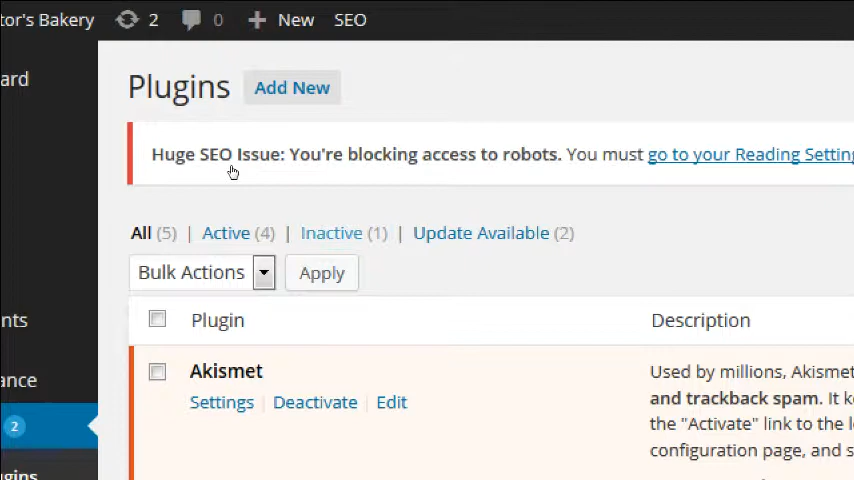 tor's Bakery 2 0 New SEO
ard
Plugins Add New
Huge SEO Issue: You're blocking access to robots. You must go to your Reading Setting
All (5) | Active (4) | Inactive (1) | Update Available (2)
Bulk Actions Apply
nts
Plugin Description
ance
Akismet Used by millions, Akismet
Settings | Deactivate | Edit and trackback spam. It k
2 the "Activate" link to the l
configuration page, and s
ugins